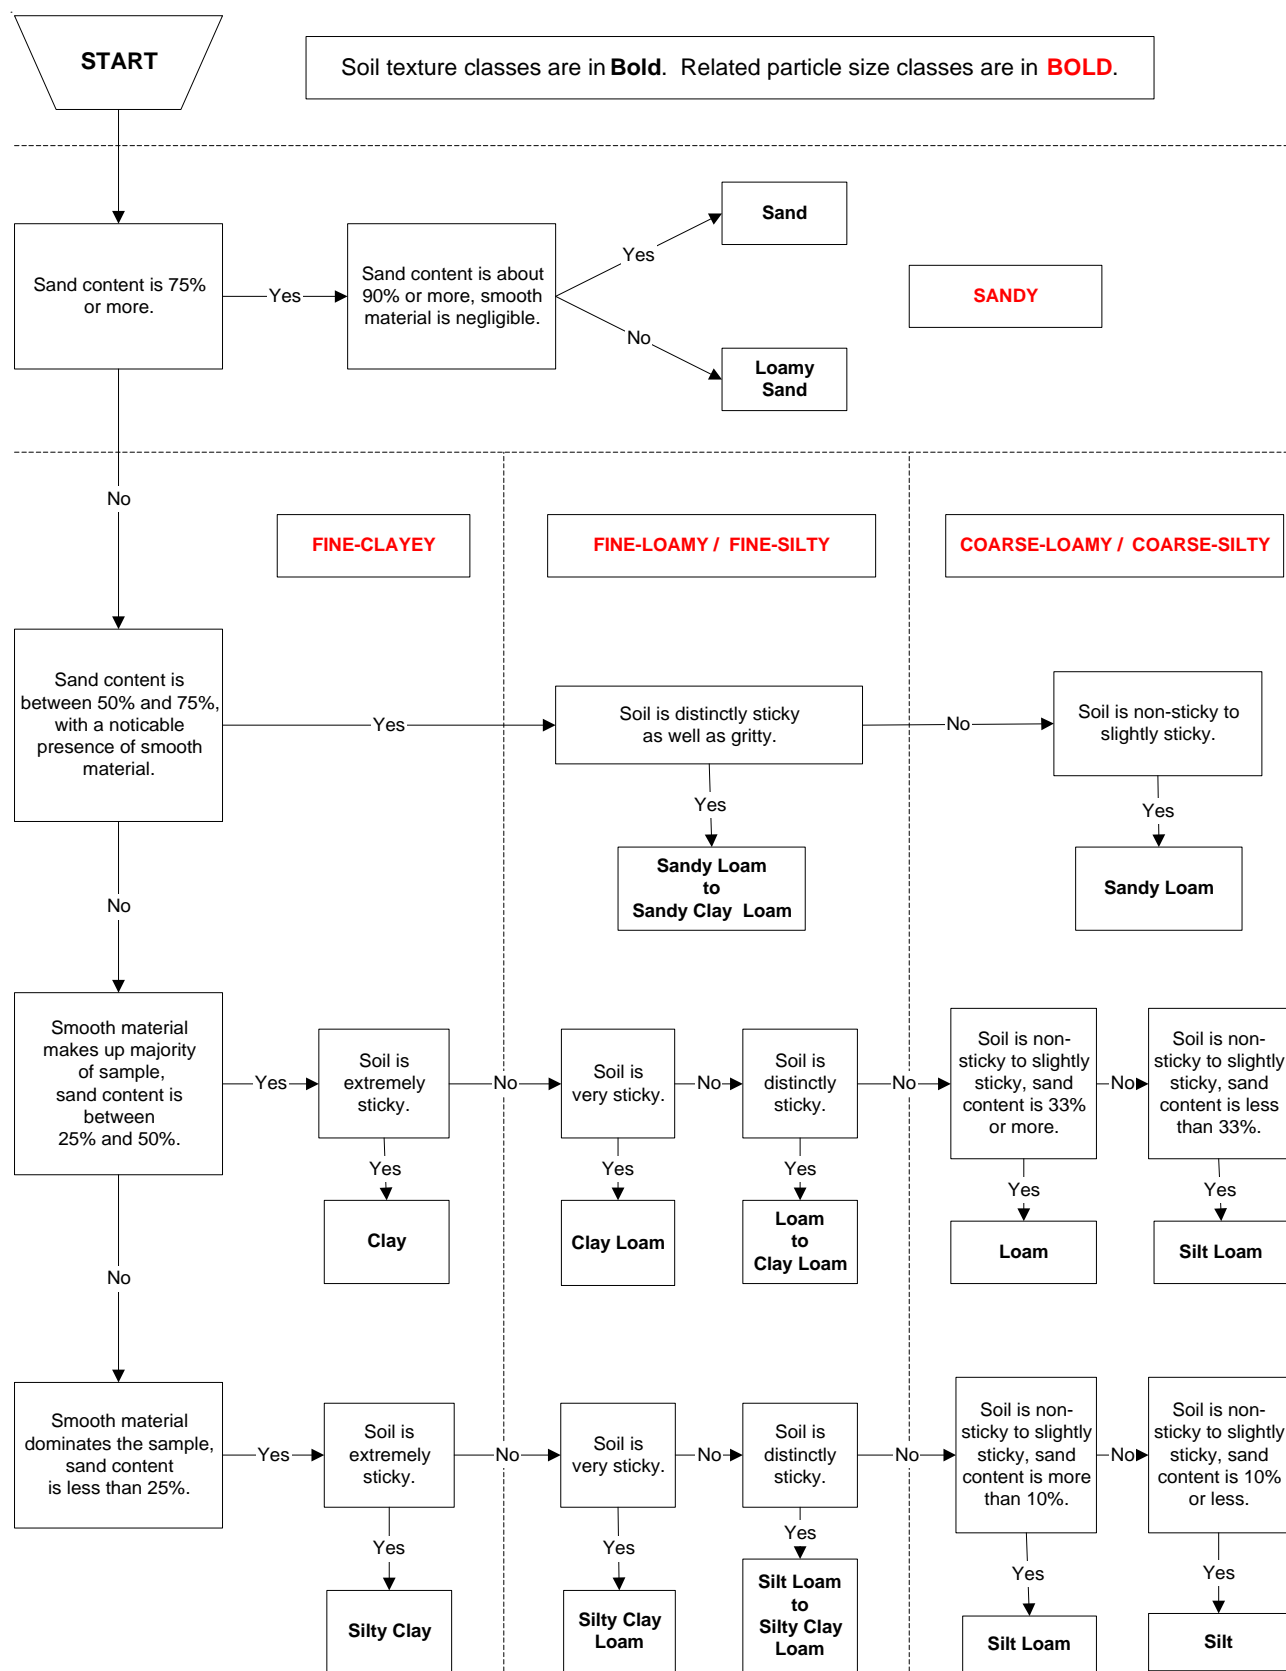 START
Soil texture classes are in Bold. Related particle size classes are in BOLD.
Sand content is 75%
or more.
Yes
Sand content is about
90% or more, smooth
material is negligible.
Yes
Sand
No
Loamy
Sand
SANDY
No
FINE-CLAYEY
FINE-LOAMY / FINE-SILTY
COARSE-LOAMY / COARSE-SILTY
Sand content is
between 50% and 75%,
with a noticable
presence of smooth
material.
Yes
Soil is distinctly sticky
as well as gritty.
No
Soil is non-sticky to
slightly sticky.
Yes
Sandy Loam
to
Sandy Clay Loam
Yes
Sandy Loam
No
Smooth material
makes up majority
of sample,
sand content is
between
25% and 50%.
Yes
Soil is
extremely
sticky.
No
Soil is
very sticky.
No
Soil is
distinctly
sticky.
No
Soil is non-
sticky to slightly
sticky, sand
content is 33%
or more.
No
Soil is non-
sticky to slightly
sticky, sand
content is less
than 33%.
Yes
Clay
Yes
Clay Loam
Yes
Loam
to
Clay Loam
Yes
Loam
Yes
Silt Loam
No
Smooth material
dominates the sample,
sand content
is less than 25%.
Yes
Soil is
extremely
sticky.
No
Soil is
very sticky.
No
Soil is
distinctly
sticky.
No
Soil is non-
sticky to slightly
sticky, sand
content is more
than 10%.
No
Soil is non-
sticky to slightly
sticky, sand
content is 10%
or less.
Yes
Silty Clay
Yes
Silty Clay
Loam
Yes
Silt Loam
to
Silty Clay
Loam
Yes
Silt Loam
Yes
Silt